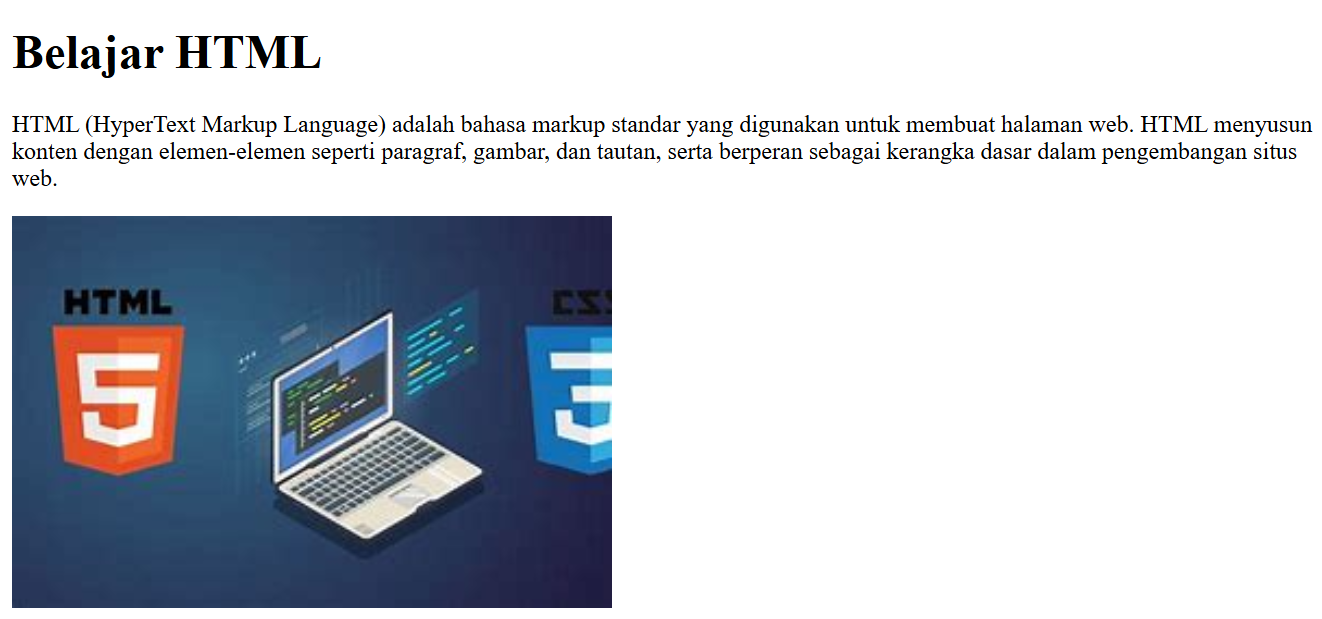 Belajar HTML
HTML (HyperText Markup Language) adalah bahasa markup standar yang digunakan untuk membuat halaman web. HTML menyusun
konten dengan elemen-elemen seperti paragraf, gambar, dan tautan, serta berperan sebagai kerangka dasar dalam pengembangan situs
web.
HTML
CSS
5
3